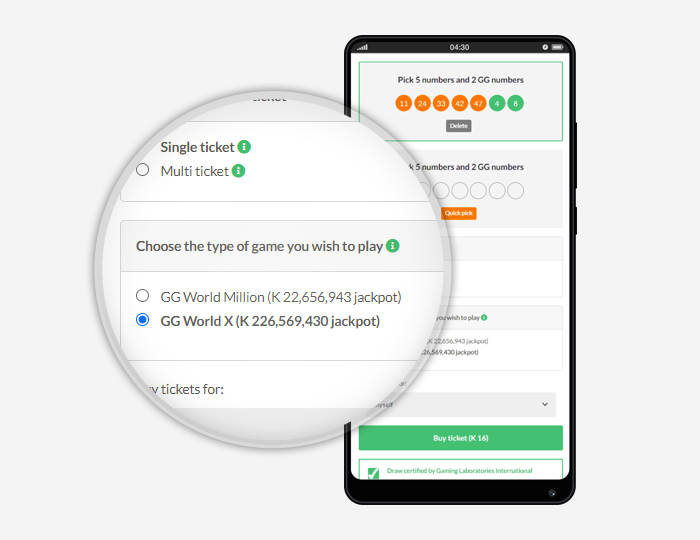 04:30
Pick 5 numbers and 2 GG numbers
11 24 33 42 47 4 8
Delete
5 numbers and 2 GG numbers
Quick pick
Single ticket
Multi ticket
Choose the type of game you wish to play
GG World Million (K 22,656,943 jackpot)
GG World X (K 226,569,430 jackpot)
tickets for:
you wish to play
(K 22,656,943 jackpot)
26,569,430 jackpot)
Buy ticket (K 16)
Draw certified by Gaming Laboratories International